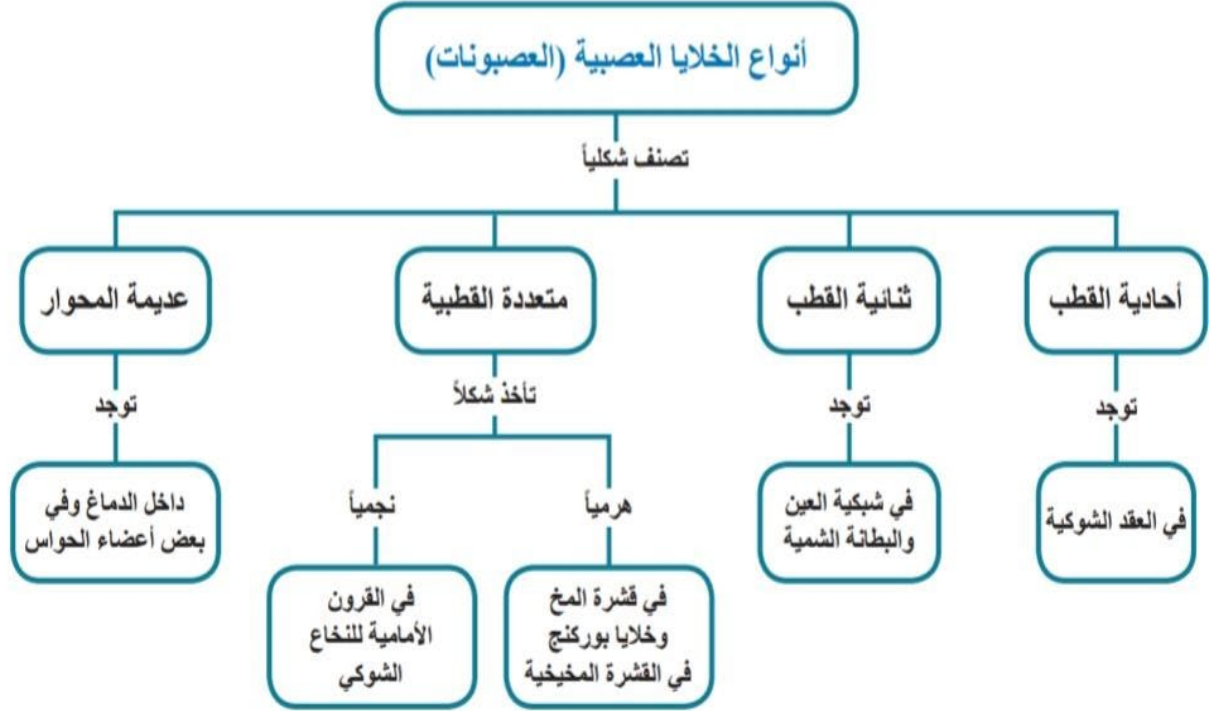 أنواع الخلايا العصبية (العصبونات)
تصنف شكلياً
أحادية القطب
ثنائية القطب
متعددة القطبية
عديمة المحوار
توجد
توجد
تأخذ شكلاً
توجد
في العقد الشوكية
في شبكية العين
والبطانة الشمية
هرمياً
نجمياً
داخل الدماغ وفي
بعض أعضاء الحواس
في قشرة المخ
وخلايا بوركنج
في القشرة المخيخية
في القرون
الأمامية للنخاع
الشوكي